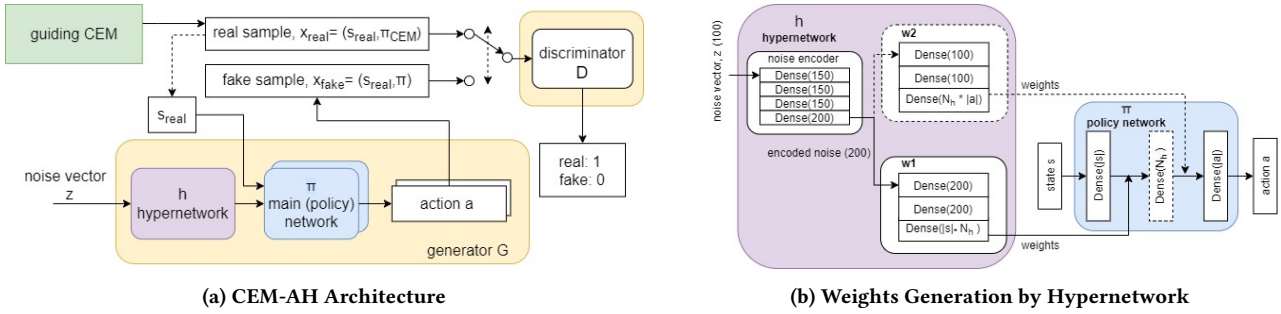 guiding CEM
real sample, x_real= (s_real,π_CEM)
fake sample, x_fake= (s_real,π)
discriminator
D
s_real
real: 1
fake: 0
noise vector
z
h
hypernetwork
π
main (policy)
network
action a
generator G
(a) CEM-AH Architecture
h
hypernetwork
noise vector, z (100)
noise encoder
Dense(150)
Dense(150)
Dense(150)
Dense(200)
encoded noise (200)
w2
Dense(100)
Dense(100)
Dense(N_h * |a|)
weights
w1
Dense(200)
Dense(200)
Dense(|s|* N_h )
weights
π
policy network
state s
Dense(|s|)
Dense(N_h )
Dense(|a|)
action a
(b) Weights Generation by Hypernetwork